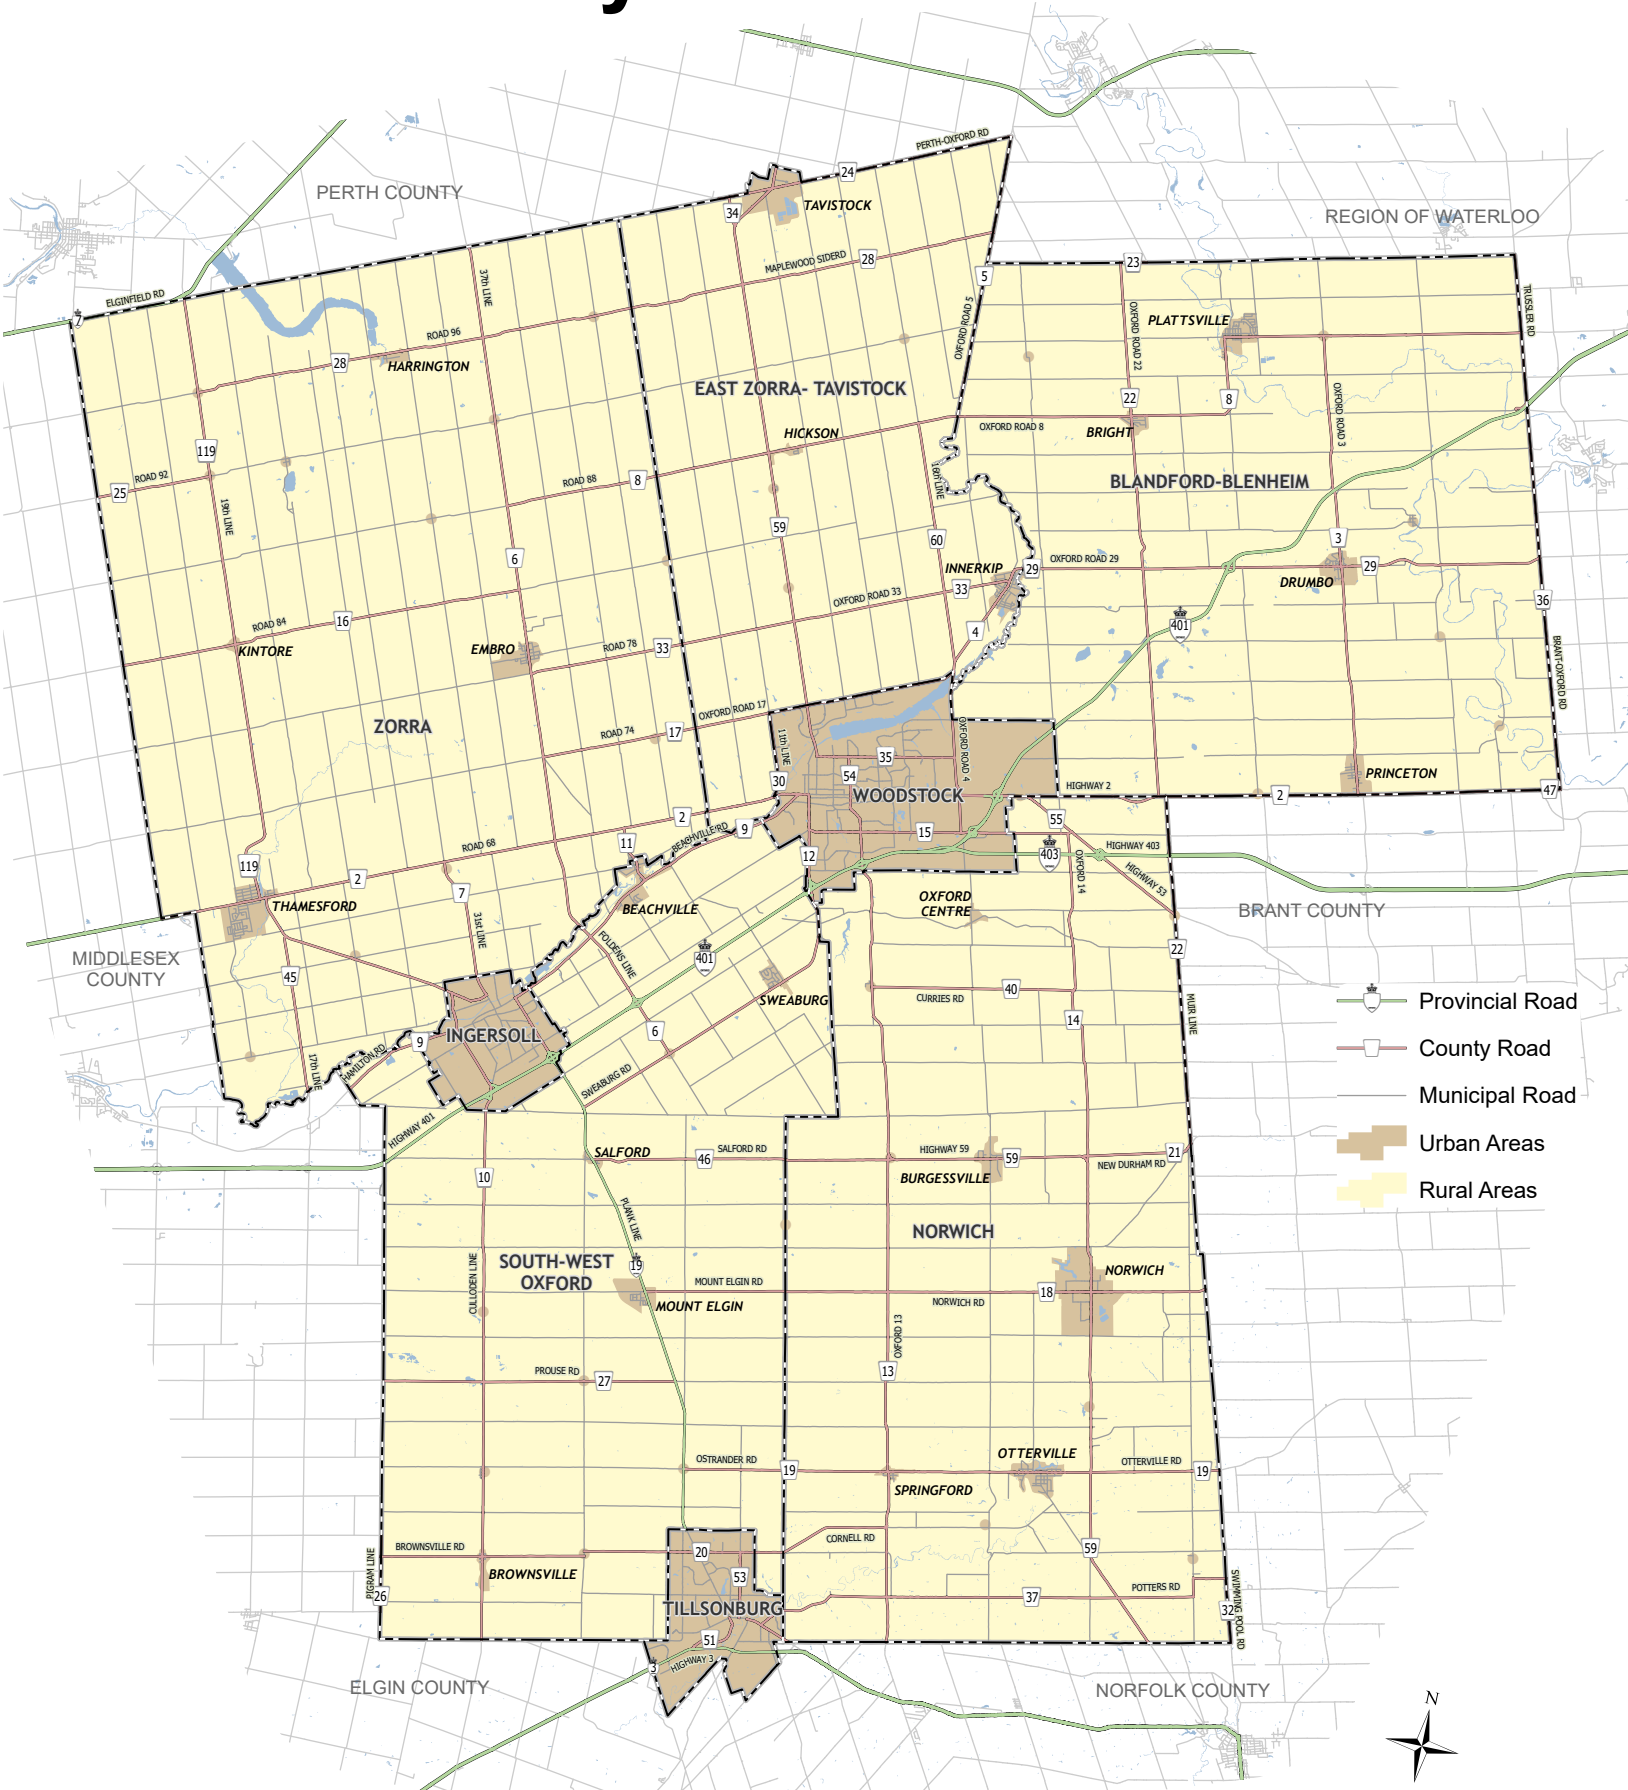 PERTH-OXFORD RD
24
PERTH COUNTY
TAVISTOCK
34
REGION OF WATERLOO
MAPLEWOOD SIDERD
28
23
5
37th LINE
ELGINFIELD RD
7
TRUSSLER RD
OXFORD ROAD 5
OXFORD ROAD 22
PLATTSVILLE
ROAD 96
28
HARRINGTON
EAST ZORRA- TAVISTOCK
22
8
OXFORD ROAD 3
HICKSON
OXFORD ROAD 8
BRIGHT
119
ROAD 92
25
ROAD 88
8
16th LINE
BLANDFORD-BLENHEIM
19th LINE
59
60
3
6
INNERKIP
29
OXFORD ROAD 29
29
DRUMBO
33
OXFORD ROAD 33
36
ROAD 84
16
401
4
KINTORE
EMBRO
ROAD 78
33
BRANT-OXFORD RD
ZORRA
ROAD 74
17
OXFORD ROAD 17
11th LINE
OXFORD ROAD 4
35
54
30
WOODSTOCK
PRINCETON
HIGHWAY 2
2
47
2
9
BEACHVILLE RD
15
55
11
ROAD 68
12
403
HIGHWAY 403
OXFORD 14
HIGHWAY 53
119
2
7
THAMESFORD
BEACHVILLE
OXFORD
CENTRE
BRANT COUNTY
31st LINE
FOLDENS LINE
401
22
MIDDLESEX
COUNTY
45
SWEABURG
CURRIES RD
40
MUIR LINE
14
Provincial Road
INGERSOLL
9
HAMILTON RD
17th LINE
6
SWEABURG RD
County Road
Municipal Road
HIGHWAY 401
SALFORD
46
SALFORD RD
HIGHWAY 59
59
NEW DURHAM RD
21
Urban Areas
10
BURGESSVILLE
Rural Areas
PLANK LINE
NORWICH
SOUTH-WEST
OXFORD
19
CULLODEN LINE
MOUNT ELGIN RD
NORWICH
MOUNT ELGIN
NORWICH RD
18
OXFORD 13
13
PROUSE RD
27
OTTERVILLE
OSTRANDER RD
19
OTTERVILLE RD
19
SPRINGFORD
BROWNSVILLE RD
CORNELL RD
20
59
BROWNSVILLE
53
PIGRAM LINE
26
37
POTTERS RD
SWIMMING POOL RD
32
TILLSONBURG
51
3
HIGHWAY 3
ELGIN COUNTY
NORFOLK COUNTY
N